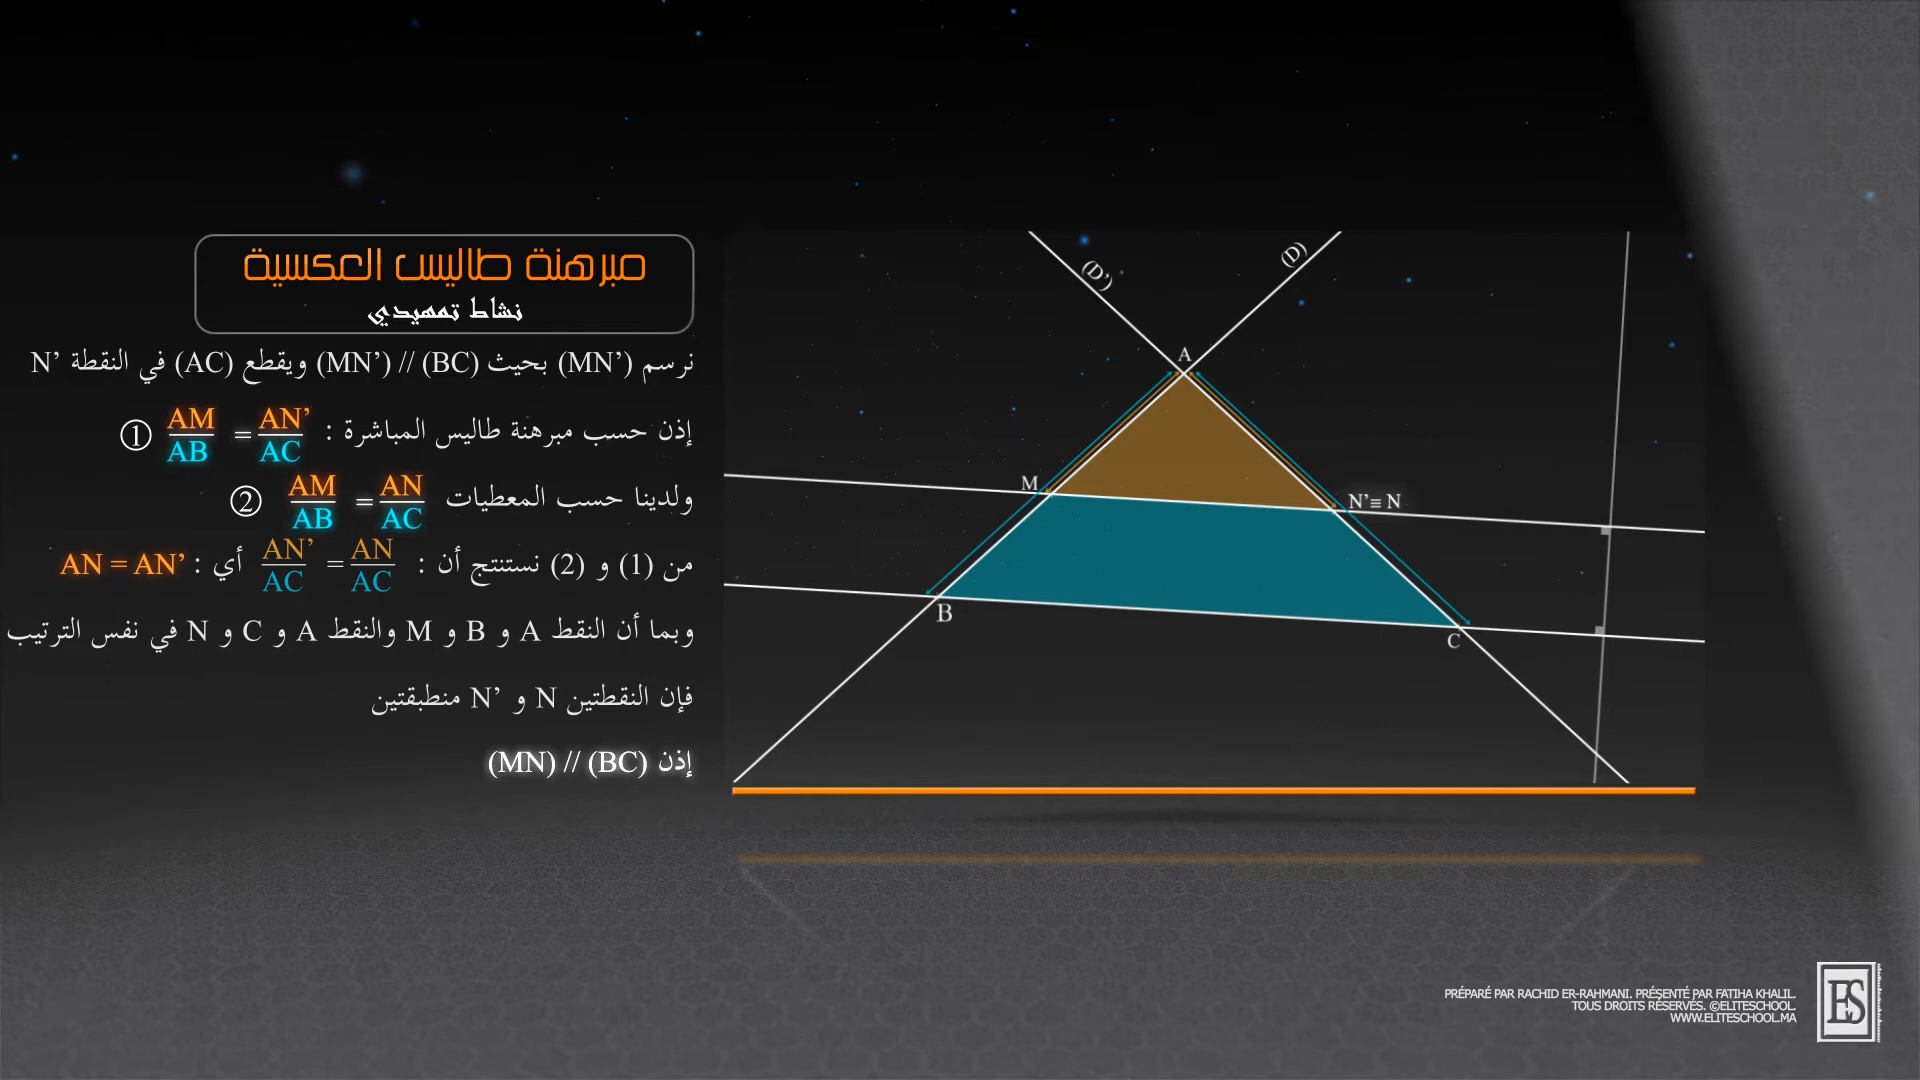 مبرهنة طاليس العكسية
نشاط تمهيدي
نرسم (MN’) بحيث (MN’) // (BC) ويقطع (AC) في النقطة N’
إذن حسب مبرهنة طاليس المباشرة : AM/AB = AN’/AC ①
ولدينا حسب المعطيات AM/AB = AN/AC ②
من (1) و (2) نستنتج أن : AN’/AC = AN/AC أي : AN = AN’
وبما أن النقط A و B و M والنقط A و C و N في نفس الترتيب
فإن النقطتين N و N’ منطبقتين
إذن (MN) // (BC)
(D’)
(D)
A
M
N’≡ N
B
C
PRÉPARÉ PAR RACHID ER-RAHMANI. PRÉSENTÉ PAR FATIHA KHALIL.
TOUS DROITS RÉSERVÉS. ©ELITESCHOOL.
WWW.ELITESCHOOL.MA
ES